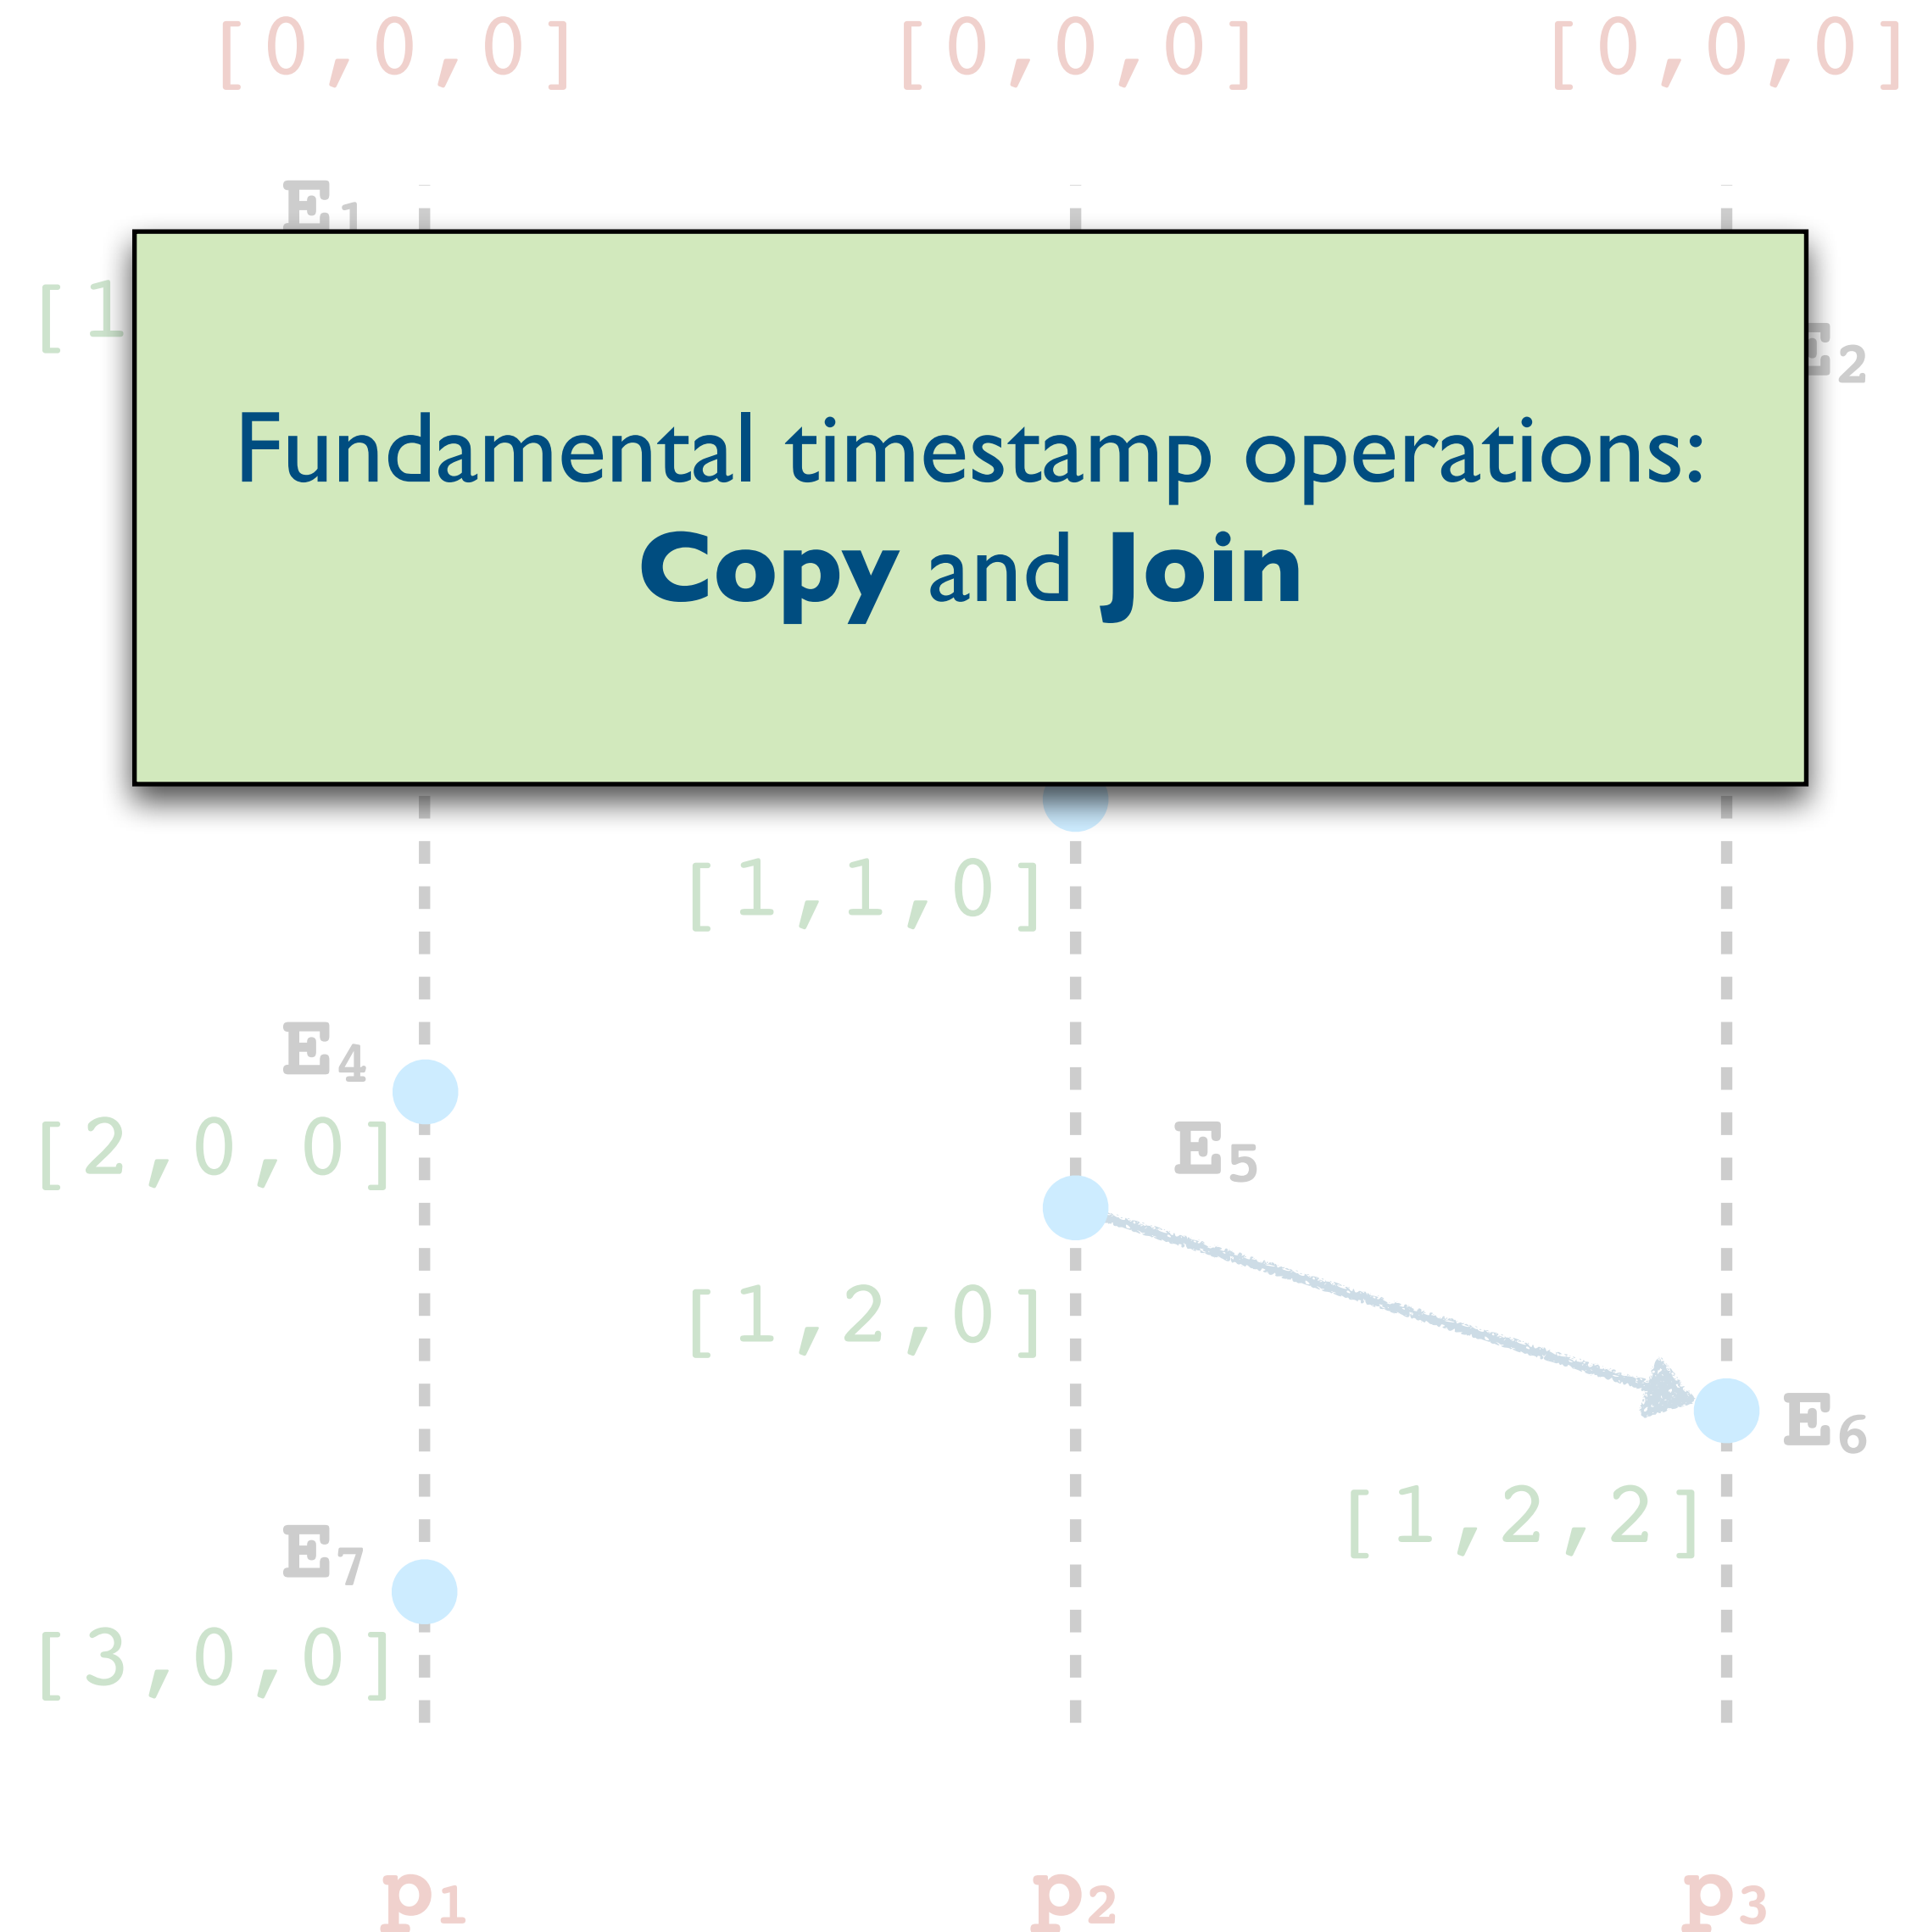 [0,0,0] [0,0,0] [0,0,0]
E1
[1
E2
Fundamental timestamp operations:
Copy and Join
[1,1,0]
E4
[2,0,0]
E5
[1,2,0]
E6
[1,2,2]
E7
[3,0,0]
p1 p2 p3